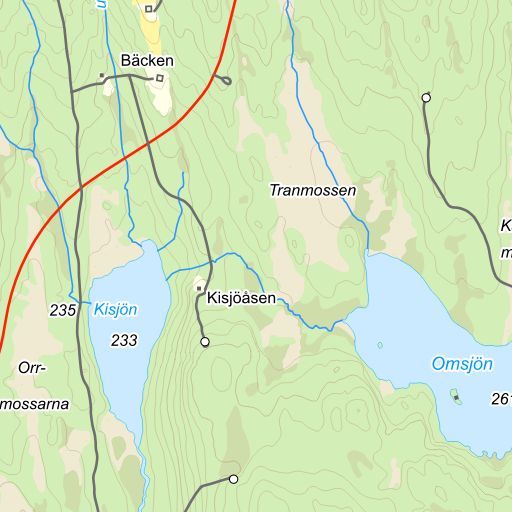 Bäcken
Tranmossen
Kisjöåsen
Kisjön
235
233
Omsjön
Orr-
mossarna